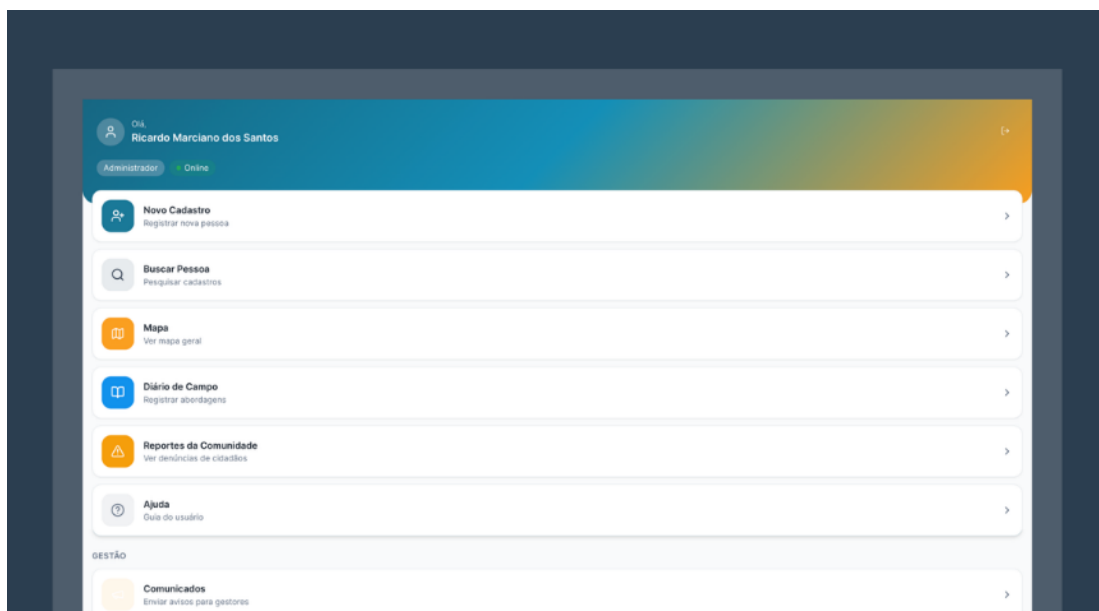 Olá,
Ricardo Marciano dos Santos
Administrador
Online
Novo Cadastro
Registrar nova pessoa
Buscar Pessoa
Pesquisar cadastros
Mapa
Ver mapa geral
Diário de Campo
Registrar abordagens
Reportes da Comunidade
Ver denúncias de cidadãos
Ajuda
Guia do usuário
GESTÃO
Comunicados
Enviar avisos para gestores